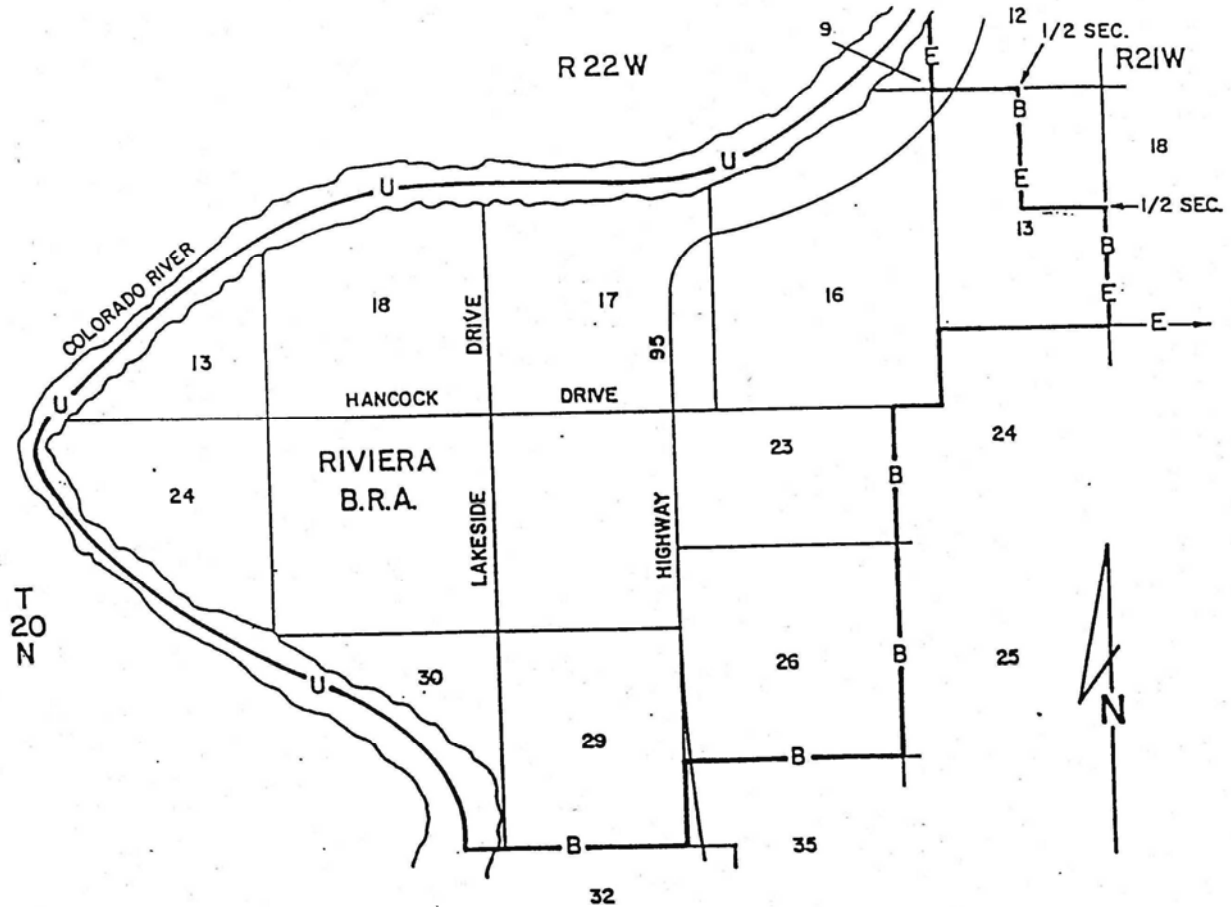 12
9
1/2 SEC.
R 22 W
R21W
E
B
18
U
U
E
1/2 SEC.
13
B
COLORADO RIVER
18
DRIVE
17
16
E
95
E
13
U
HANCOCK
DRIVE
23
24
RIVIERA
B.R.A.
24
B
LAKESIDE
HIGHWAY
T
20
N
26
B
25
30
U
N
29
B
B
35
32